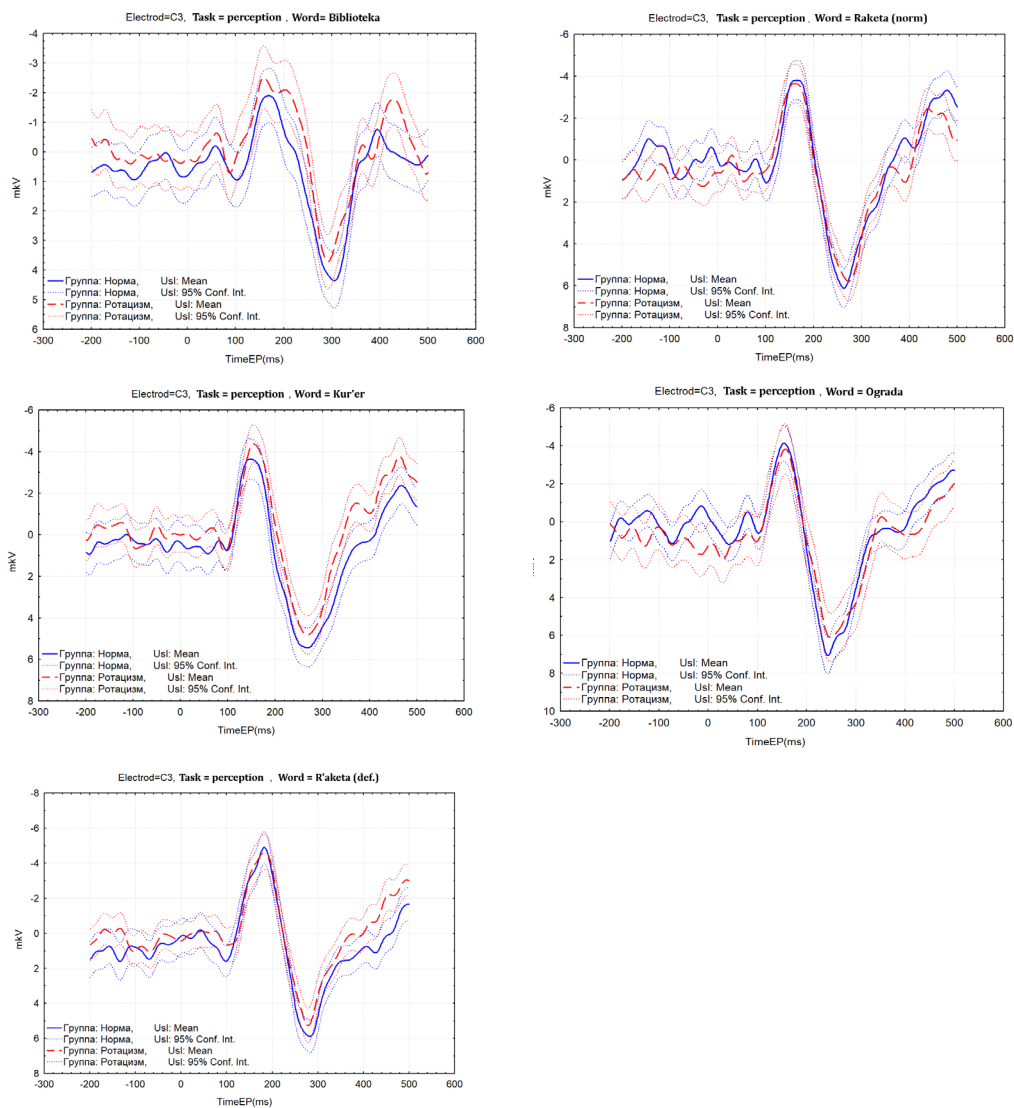 Electrod=C3, Task = perception , Word= Biblioteka
-4
-3
-2
-1
0
1
2
3
4
5
6
mkV
Группа: Норма, Usl: Mean
Группа: Норма, Usl: 95% Conf. Int.
Группа: Ротацизм, Usl: Mean
Группа: Ротацизм, Usl: 95% Conf. Int.
-300 -200 -100 0 100 200 300 400 500 600
TimeEP(ms)
Electrod=C3, Task = perception , Word = Raketa (norm)
-6
-4
-2
0
2
4
6
8
mkV
Группа: Норма, Usl: Mean
Группа: Норма, Usl: 95% Conf. Int.
Группа: Ротацизм, Usl: Mean
Группа: Ротацизм, Usl: 95% Conf. Int.
-300 -200 -100 0 100 200 300 400 500 600
TimeEP(ms)
Electrod=C3, Task = perception , Word = Kur'er
-6
-4
-2
0
2
4
6
8
mkV
Группа: Норма, Usl: Mean
Группа: Норма, Usl: 95% Conf. Int.
Группа: Ротацизм, Usl: Mean
Группа: Ротацизм, Usl: 95% Conf. Int.
-300 -200 -100 0 100 200 300 400 500 600
TimeEP(ms)
Electrod=C3, Task = perception , Word = Ograda
-6
-4
-2
0
2
4
6
8
10
Группа: Норма, Usl: Mean
Группа: Норма, Usl: 95% Conf. Int.
Группа: Ротацизм, Usl: Mean
Группа: Ротацизм, Usl: 95% Conf. Int.
-300 -200 -100 0 100 200 300 400 500 600
TimeEP(ms)
Electrod=C3, Task = perception , Word = R'aketa (def.)
-8
-6
-4
-2
0
2
4
6
8
mkV
Группа: Норма, Usl: Mean
Группа: Норма, Usl: 95% Conf. Int.
Группа: Ротацизм, Usl: Mean
Группа: Ротацизм, Usl: 95% Conf. Int.
-300 -200 -100 0 100 200 300 400 500 600
TimeEP(ms)